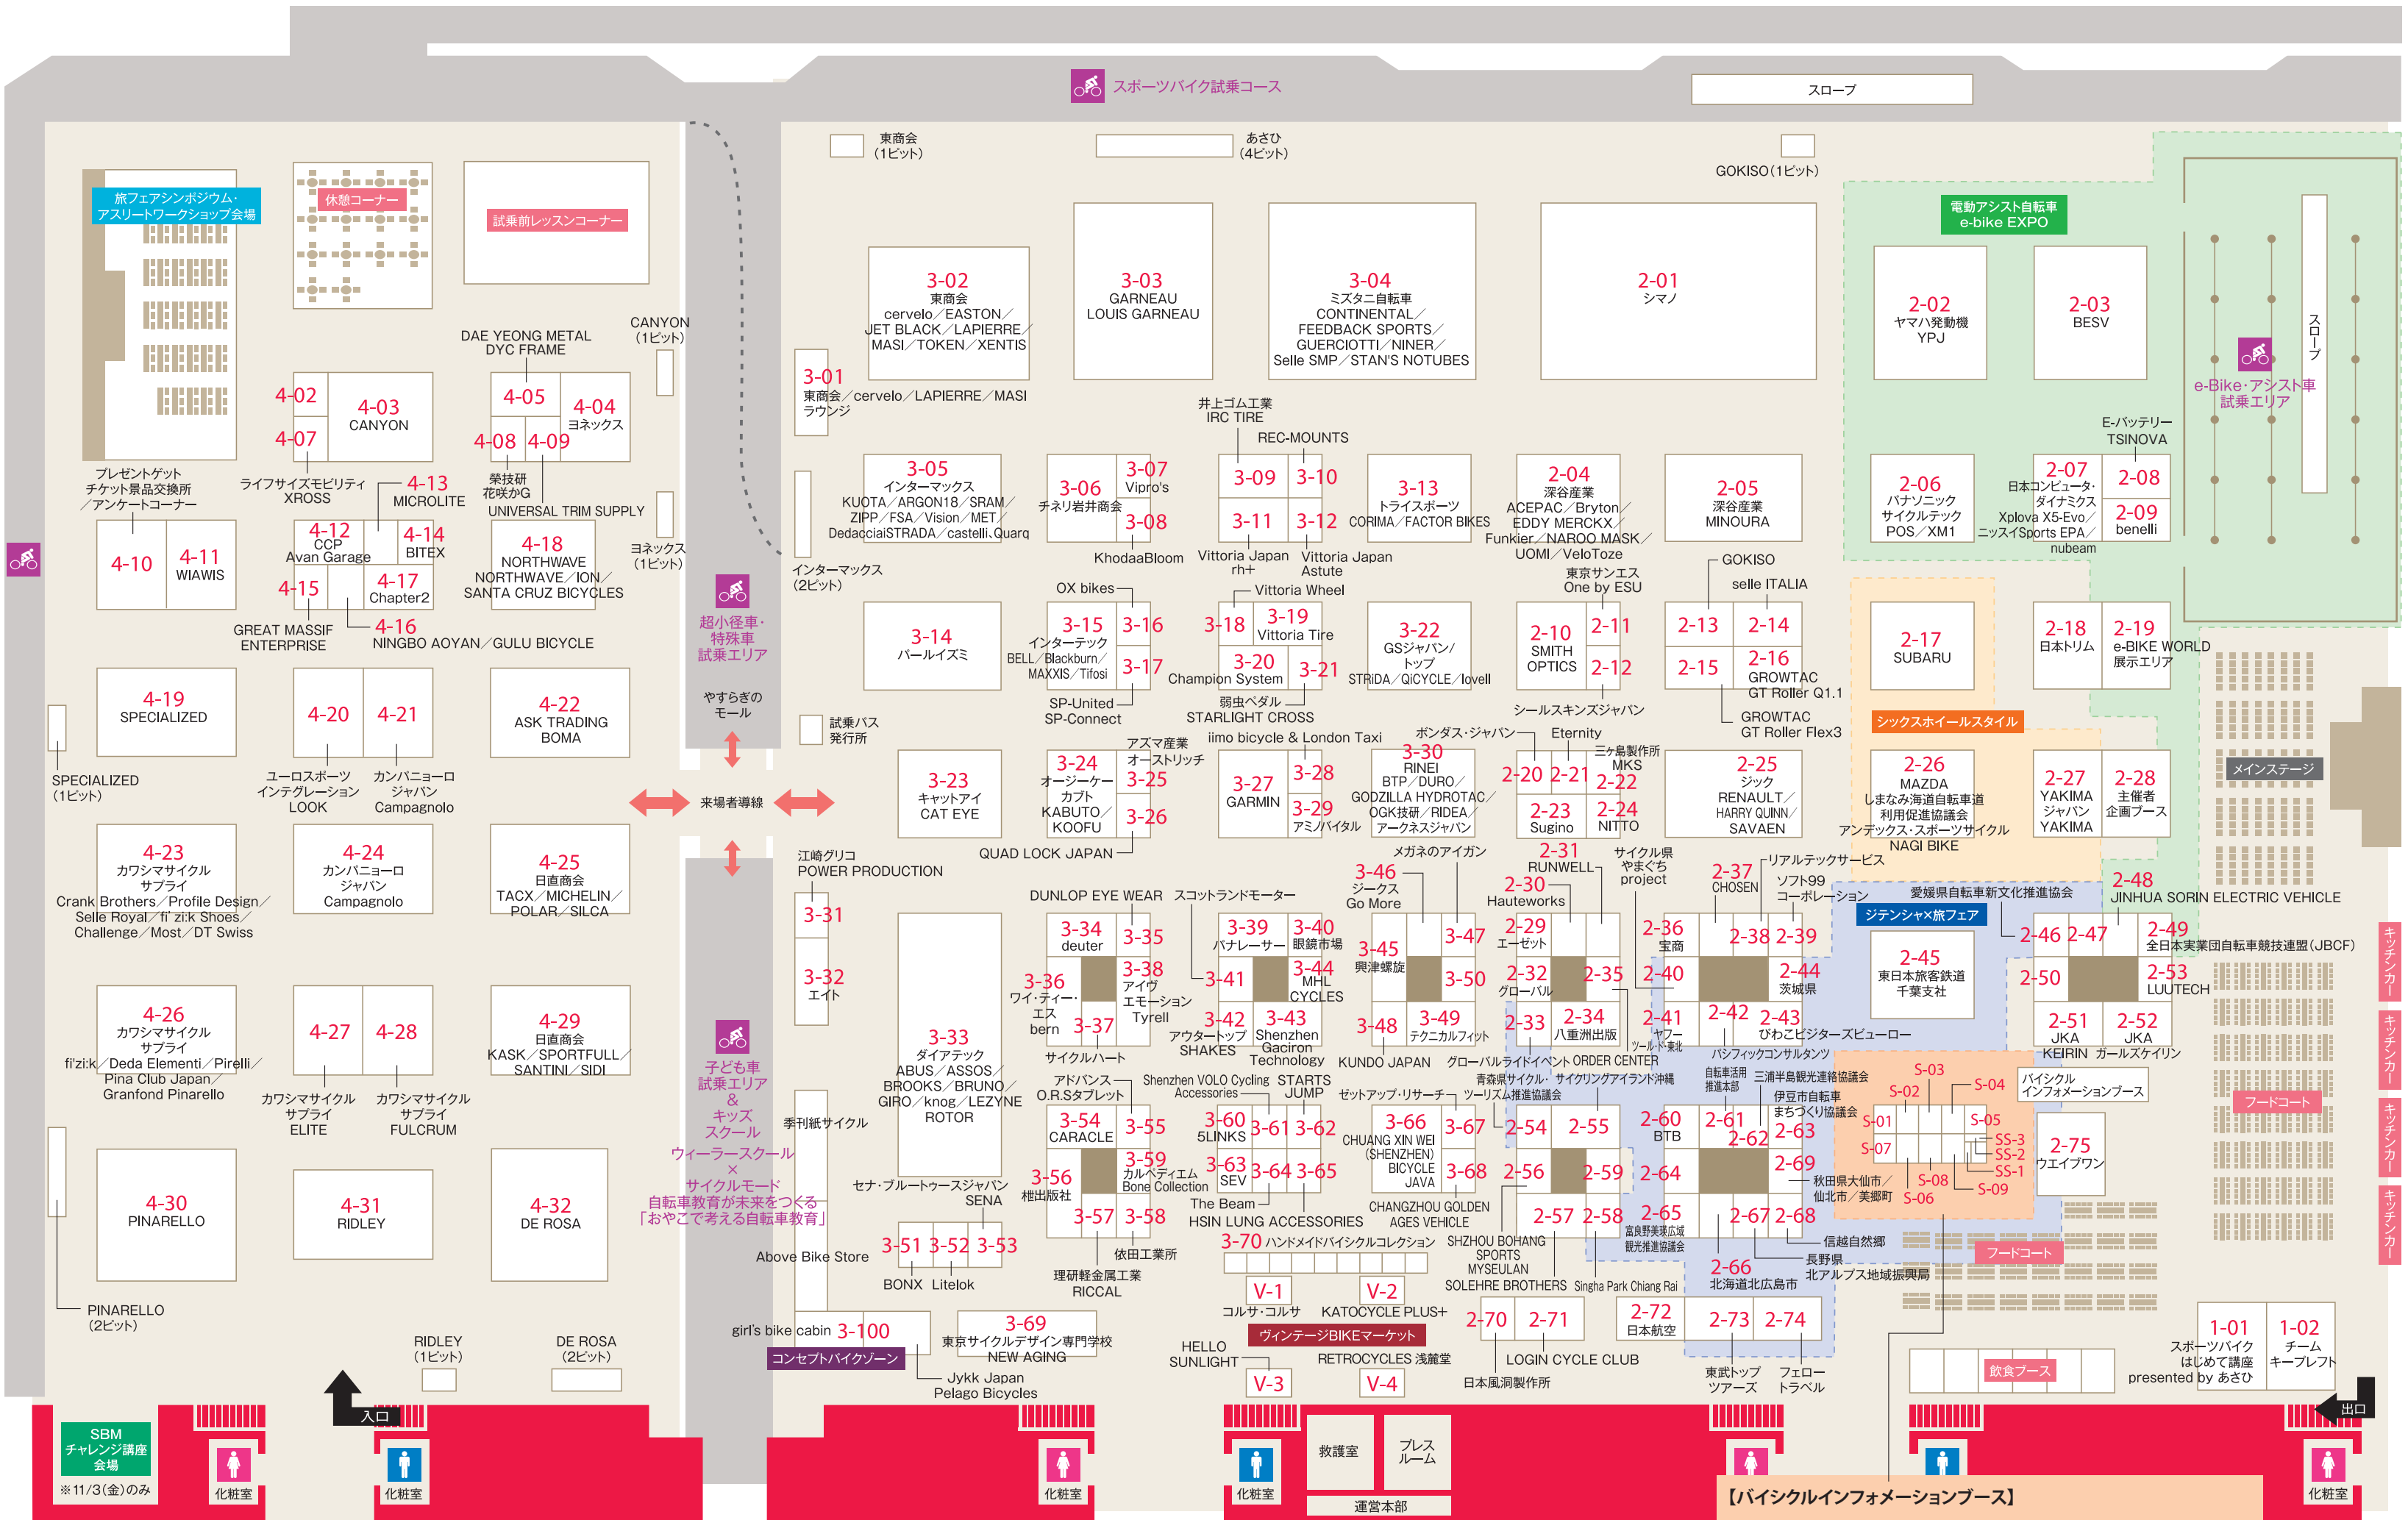 スポーツバイク試乗コース
スロープ
東商会
(1ピット)
あさひ
(4ピット)
GOKISO(1ピット)
旅フェアシンポジウム・
アスリートワークショップ会場
休憩コーナー
試乗前レッスンコーナー
電動アシスト自転車
e-bike EXPO
3-02
東商会
cervelo／EASTON／
JET BLACK／LAPIERRE／
MASI／TOKEN／XENTIS
3-03
GARNEAU
LOUIS GARNEAU
3-04
ミズタニ自転車
CONTINENTAL／
FEEDBACK SPORTS／
GUERCIOTTI／NINER／
Selle SMP／STAN'S NOTUBES
2-01
シマノ
2-02
ヤマハ発動機
YPJ
2-03
BESV
スロープ
e-Bike・アシスト車
試乗エリア
DAE YEONG METAL
DYC FRAME
CANYON
(1ピット)
3-01
東商会／cervelo／LAPIERRE／MASI
ラウンジ
4-02
4-03
CANYON
4-05
4-04
ヨネックス
4-07
4-08
4-09
ライフサイズモビリティ
XROSS
榮技研
花咲かG
UNIVERSAL TRIM SUPPLY
プレゼントゲット
チケット景品交換所
／アンケートコーナー
4-13
MICROLITE
4-10
4-11
WIAWIS
4-12
CCP
Avan Garage
4-14
BITEX
4-15
4-17
Chapter2
4-18
NORTHWAVE
NORTHWAVE／ION／
SANTA CRUZ BICYCLES
ヨネックス
(1ピット)
GREAT MASSIF
ENTERPRISE
4-16
NINGBO AOYAN／GULU BICYCLE
インターマックス
(2ピット)
3-05
インターマックス
KUOTA／ARGON18／SRAM／
ZIPP／FSA／Vision／MET／
DedacciaiSTRADA／castelli、Quarq
3-06
チネリ岩井商会
3-07
Vipro's
3-08
KhodaaBloom
井上ゴム工業
IRC TIRE
REC-MOUNTS
3-09
3-10
3-11
3-12
Vittoria Japan
rh+
Vittoria Japan
Astute
3-13
トライスポーツ
CORIMA／FACTOR BIKES
2-04
深谷産業
ACEPAC／Bryton／
EDDY MERCKX／
Funkier／NAROO MASK／
UOMI／VeloToze
2-05
深谷産業
MINOURA
2-06
パナソニック
サイクルテック
POS／XM1
E-バッテリー
TSINOVA
2-07
日本コンピュータ・
ダイナミクス
Xplova X5-Evo／
ニッスイSports EPA／
nubeam
2-08
2-09
benelli
超小径車・
特殊車
試乗エリア
やすらぎの
モール
3-14
パールイズミ
OX bikes
3-15
インターテック
BELL／Blackburn／
MAXXIS／Tifosi
3-16
3-17
SP-United
SP-Connect
Vittoria Wheel
3-18
3-19
Vittoria Tire
3-20
Champion System
3-21
弱虫ペダル
STARLIGHT CROSS
3-22
GSジャパン/
トップ
STRiDA／QiCYCLE／lovell
東京サンエス
One by ESU
2-10
SMITH
OPTICS
2-11
2-12
シールスキンズジャパン
GOKISO
selle ITALIA
2-13
2-14
2-15
2-16
GROWTAC
GT Roller Q1.1
GROWTAC
GT Roller Flex3
2-17
SUBARU
2-18
日本トリム
2-19
e-BIKE WORLD
展示エリア
シックスホイールスタイル
メインステージ
4-19
SPECIALIZED
SPECIALIZED
(1ピット)
4-20
4-21
ユーロスポーツ
インテグレーション
LOOK
カンパニョーロ
ジャパン
Campagnolo
4-22
ASK TRADING
BOMA
試乗パス
発行所
来場者導線
3-23
キャットアイ
CAT EYE
3-24
オージーケー
カブト
KABUTO／
KOOFU
アズマ産業
オーストリッチ
3-25
3-26
QUAD LOCK JAPAN
iimo bicycle & London Taxi
3-27
GARMIN
3-28
3-29
アミノバイタル
3-30
RINEI
BTP／DURO／
GODZILLA HYDROTAC／
OGK技研／RIDEA／
アークネスジャパン
ボンダス・ジャパン
Eternity
三ヶ島製作所
MKS
2-20
2-21
2-22
2-23
Sugino
2-24
NITTO
2-25
ジック
RENAULT／
HARRY QUINN／
SAVAEN
2-26
MAZDA
しまなみ海道自転車道
利用促進協議会
アンデックス・スポーツサイクル
NAGI BIKE
2-27
YAKIMA
ジャパン
YAKIMA
2-28
主催者
企画ブース
4-23
カワシマサイクル
サプライ
Crank Brothers／Profile Design／
Selle Royal／fi' zi:k Shoes／
Challenge／Most／DT Swiss
4-24
カンパニョーロ
ジャパン
Campagnolo
4-25
日直商会
TACX／MICHELIN／
POLAR／SILCA
4-26
カワシマサイクル
サプライ
fi'zi:k／Deda Elementi／Pirelli／
Pina Club Japan／
Granfond Pinarello
4-27
4-28
カワシマサイクル
サプライ
ELITE
カワシマサイクル
サプライ
FULCRUM
4-29
日直商会
KASK／SPORTFULL／
SANTINI／SIDI
4-30
PINARELLO
PINARELLO
(2ピット)
4-31
RIDLEY
4-32
DE ROSA
RIDLEY
(1ピット)
DE ROSA
(2ピット)
江崎グリコ
POWER PRODUCTION
3-31
3-32
エイト
子ども車
試乗エリア
&
キッズ
スクール
ウィーラースクール
×
サイクルモード
自転車教育が未来をつくる
「おやこで考える自転車教育」
季刊紙サイクル
Above Bike Store
girl's bike cabin
3-100
コンセプトバイクゾーン
Jykk Japan
Pelago Bicycles
3-33
ダイアテック
ABUS／ASSOS／
BROOKS／BRUNO／
GIRO／knog／LEZYNE
ROTOR
セナ・ブルートゥースジャパン
SENA
3-51
3-52
3-53
BONX
Litelok
3-69
東京サイクルデザイン専門学校
NEW AGING
DUNLOP EYE WEAR
3-34
deuter
3-35
3-36
ワイ・ティー・
エス
bern
3-38
アイヴ
エモーション
Tyrell
3-37
サイクルハート
アドバンス
O.R.Sタブレット
3-54
CARACLE
3-55
3-56
枻出版社
3-59
カルペディエム
Bone Collection
3-57
3-58
依田工業所
理研軽金属工業
RICCAL
スコットランドモーター
3-39
パナレーサー
3-40
眼鏡市場
3-41
3-44
MHL
CYCLES
3-42
アウタートップ
SHAKES
3-43
Shenzhen
Gaciron
Technology
Shenzhen VOLO Cycling
Accessories
STARTS
JUMP
3-60
5LINKS
3-61
3-62
3-63
SEV
3-64
3-65
The Beam
HSIN LUNG ACCESSORIES
3-70 ハンドメイドバイシクルコレクション
V-1
コルサ・コルサ
V-2
KATOCYCLE PLUS+
ヴィンテージBIKEマーケット
HELLO
SUNLIGHT
V-3
RETROCYCLES 浅麓堂
V-4
メガネのアイガン
3-46
ジークス
Go More
3-45
興津螺旋
3-47
3-50
3-48
3-49
テクニカルフィット
KUNDO JAPAN
ゼットアップ・リサーチ
3-66
CHUANG XIN WEI
(SHENZHEN)
BICYCLE
JAVA
3-67
3-68
CHANGZHOU GOLDEN
AGES VEHICLE
2-31
RUNWELL
2-30
Hauteworks
2-29
エーゼット
2-32
グローバル
2-35
2-33
2-34
八重洲出版
グローバルライドイベント
ORDER CENTER
ツール・ド・東北
青森県サイクル・
ツーリズム推進協議会
サイクリングアイランド沖縄
2-54
2-55
2-56
2-59
2-57
2-58
SHZHOU BOHANG
SPORTS
MYSEULAN
SOLEHRE BROTHERS
Singha Park Chiang Rai
2-70
2-71
LOGIN CYCLE CLUB
日本風洞製作所
サイクル県
やまぐち
project
2-37
CHOSEN
リアルテックサービス
ソフト99
コーポレーション
2-36
宝商
2-38
2-39
2-40
2-44
茨城県
2-41
ヤフー
2-42
2-43
びわこビジターズビューロー
パシフィックコンサルタンツ
自転車活用
推進本部
三浦半島観光連絡協議会
伊豆市自転車
まちづくり協議会
2-60
BTB
2-61
2-62
2-63
2-64
2-69
秋田県大仙市／
仙北市／美郷町
2-65
富良野美瑛広域
観光推進協議会
2-67
2-68
信越自然郷
長野県
北アルプス地域振興局
2-66
北海道北広島市
2-72
日本航空
2-73
2-74
東武トップ
ツアーズ
フェロー
トラベル
愛媛県自転車新文化推進協会
ジテンシャ×旅フェア
2-45
東日本旅客鉄道
千葉支社
2-48
JINHUA SORIN ELECTRIC VEHICLE
2-46
2-47
2-49
全日本実業団自転車競技連盟(JBCF)
2-50
2-53
LUUTECH
2-51
JKA
KEIRIN
2-52
JKA
ガールズケイリン
バイシクル
インフォメーションブース
S-03
S-02
S-04
S-01
S-05
S-07
SS-3
SS-2
SS-1
S-08
S-09
S-06
2-75
ウエイブワン
フードコート
フードコート
キッチンカー
キッチンカー
キッチンカー
キッチンカー
飲食ブース
1-01
スポーツバイク
はじめて講座
presented by あさひ
1-02
チーム
キープレフト
入口
出口
SBM
チャレンジ講座
会場
※11/3(金)のみ
化粧室
化粧室
化粧室
化粧室
救護室
プレス
ルーム
運営本部
化粧室
【バイシクルインフォメーションブース】